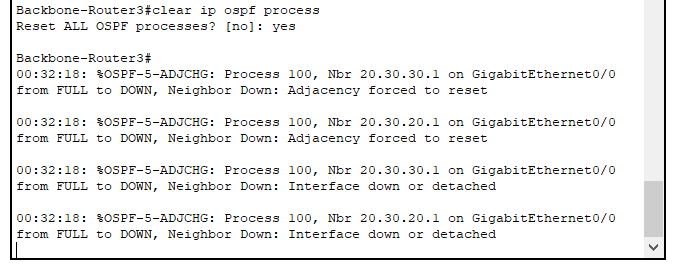 Backbone-Router3#clear ip ospf process
Reset ALL OSPF processes? [no]: yes
Backbone-Router3#
00:32:18: %OSPF-5-ADJCHG: Process 100, Nbr 20.30.30.1 on GigabitEthernet0/0
from FULL to DOWN, Neighbor Down: Adjacency forced to reset
00:32:18: %OSPF-5-ADJCHG: Process 100, Nbr 20.30.20.1 on GigabitEthernet0/0
from FULL to DOWN, Neighbor Down: Adjacency forced to reset
00:32:18: %OSPF-5-ADJCHG: Process 100, Nbr 20.30.30.1 on GigabitEthernet0/0
from FULL to DOWN, Neighbor Down: Interface down or detached
00:32:18: %OSPF-5-ADJCHG: Process 100, Nbr 20.30.20.1 on GigabitEthernet0/0
from FULL to DOWN, Neighbor Down: Interface down or detached